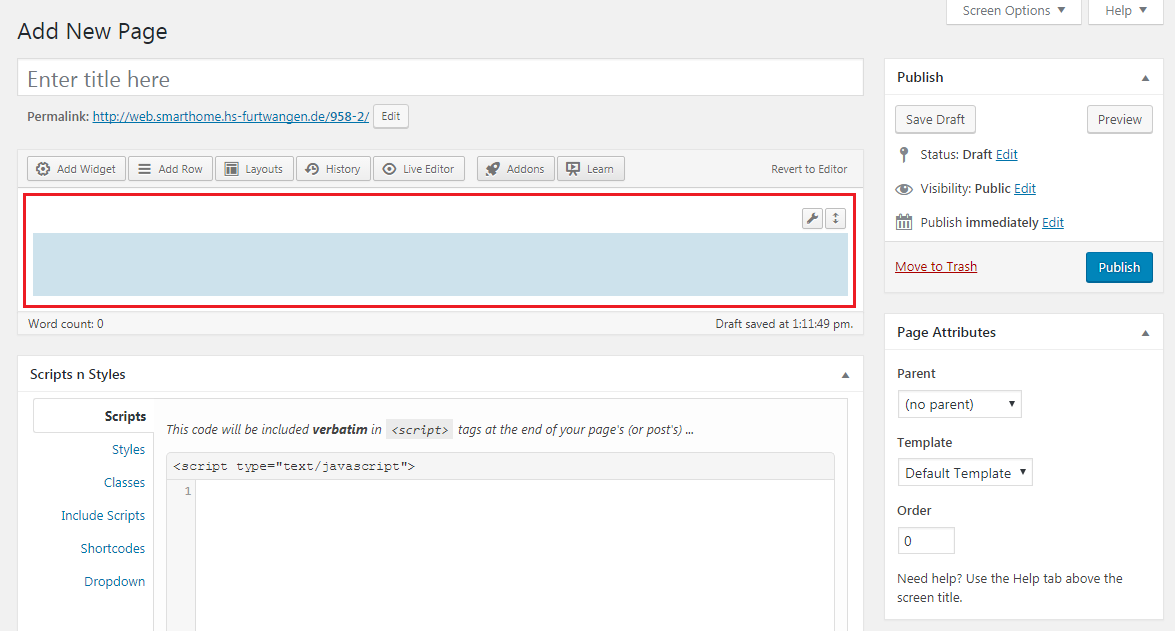 Screen Options ▼ Help ▼
Add New Page
Enter title here
Permalink: http://web.smarthome.hs-furtwangen.de/958-2/ Edit
Add Widget Add Row Layouts History Live Editor Addons Learn Revert to Editor
Word count: 0 Draft saved at 1:11:49 pm.
Scripts n Styles
Scripts
Styles
Classes
Include Scripts
Shortcodes
Dropdown
This code will be included verbatim in <script> tags at the end of your page's (or post's) ...
<script type="text/javascript">
1
Publish
Save Draft Preview
Status: Draft Edit
Visibility: Public Edit
Publish immediately Edit
Move to Trash Publish
Page Attributes
Parent
(no parent)
Template
Default Template
Order
0
Need help? Use the Help tab above the
screen title.